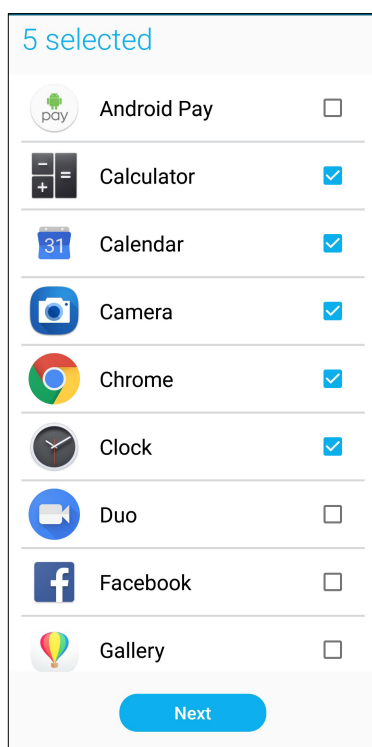 5 selected
pay
Android Pay
Calculator
31
Calendar
Camera
Chrome
Clock
Duo
f
Facebook
Gallery
Next